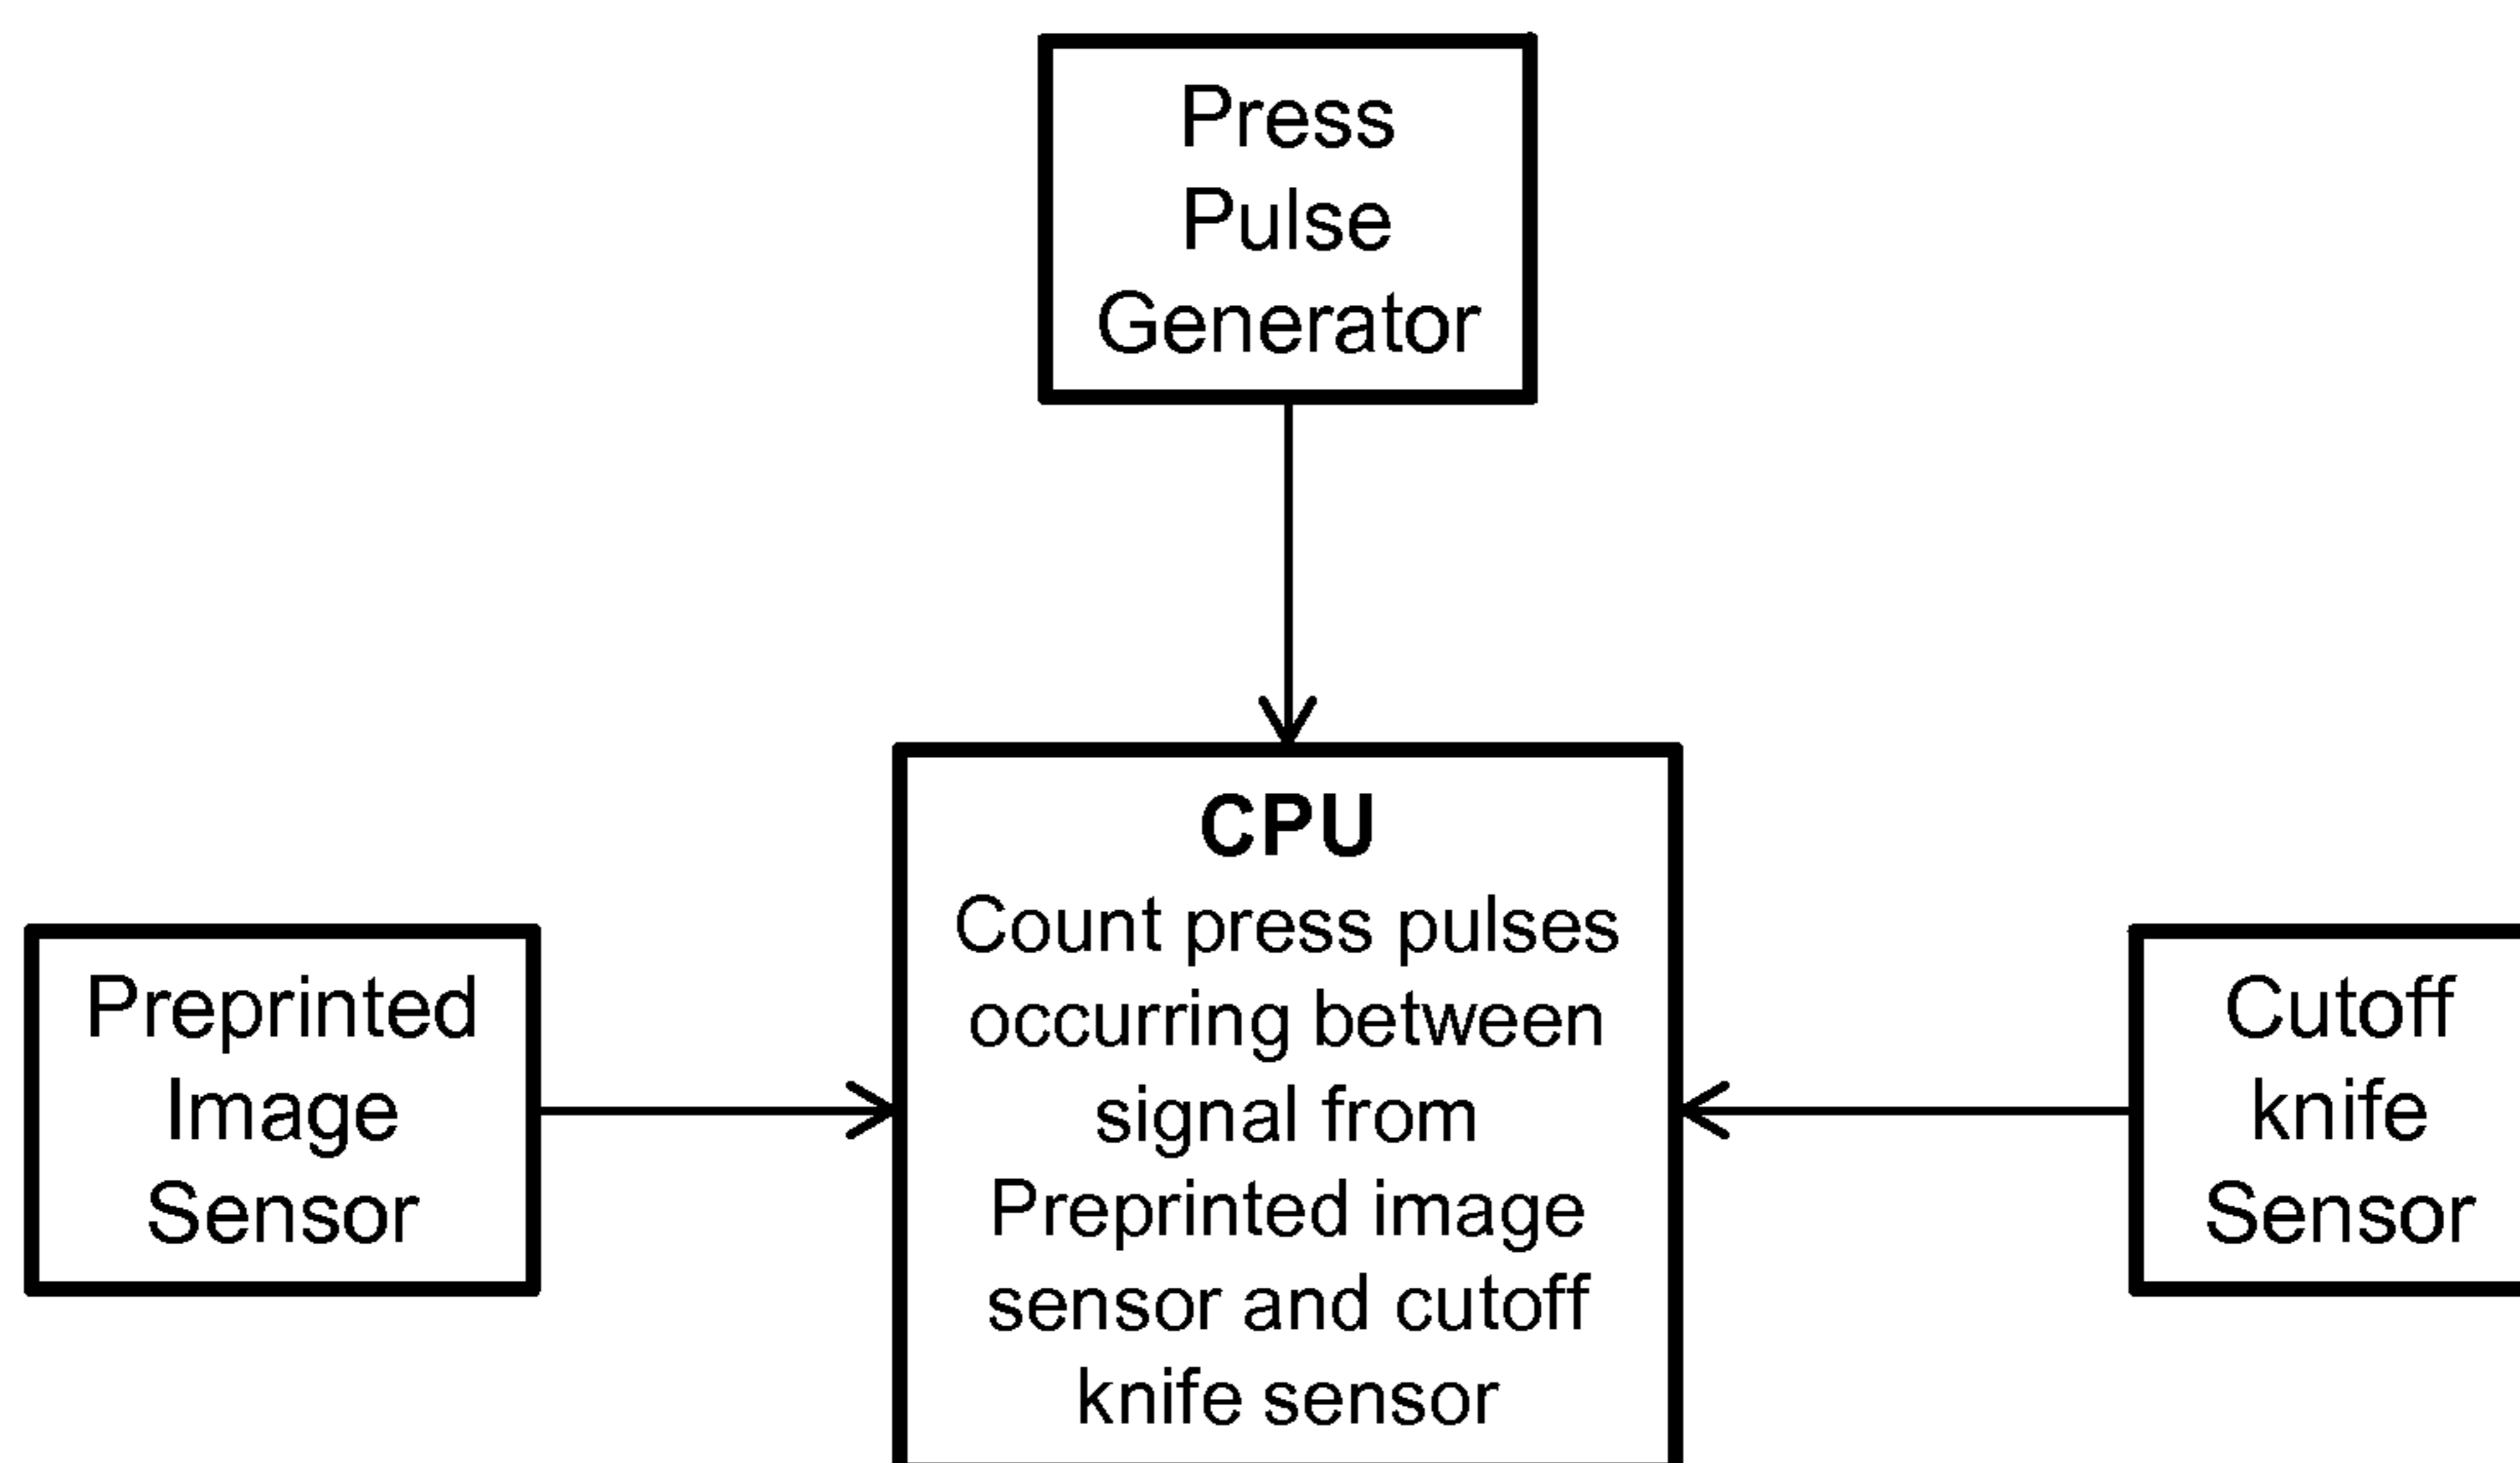 Press
Pulse
Generator
CPU
Count press pulses
occurring between
signal from
Preprinted image
sensor and cutoff
knife sensor
Preprinted
Image
Sensor
Cutoff
knife
Sensor